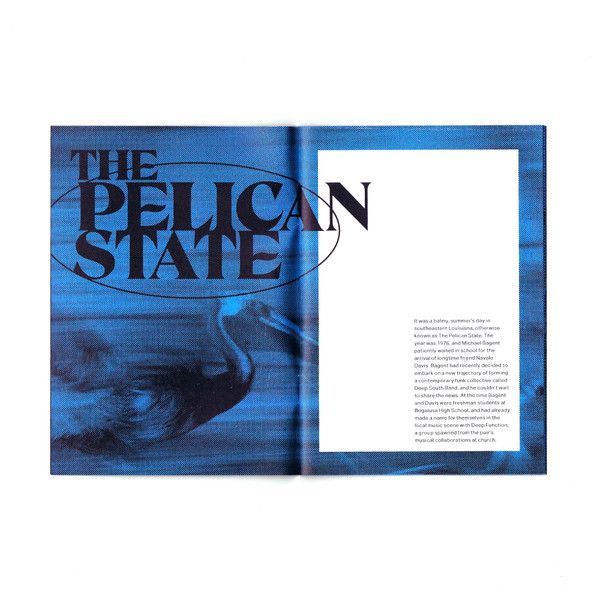 THE
PELICAN
STATE
It was a balmy, summer's day in
southeastern Louisiana, otherwise
known as The Pelican State. The
year was 1976, and Michael Bagent
patiently waited in school for the
arrival of longtime friend Navelo
Davis. Bagent had recently decided to
embark on a new trajectory of forming
a contemporary funk collective called
Deep South Band, and he couldn't wait
to share the news. At the time Bagent
and Davis were freshman students at
Bogalusa High School, and had already
made a name for themselves in the
local music scene with Deep Function;
a group spawned from the pair's
musical collaborations at church.